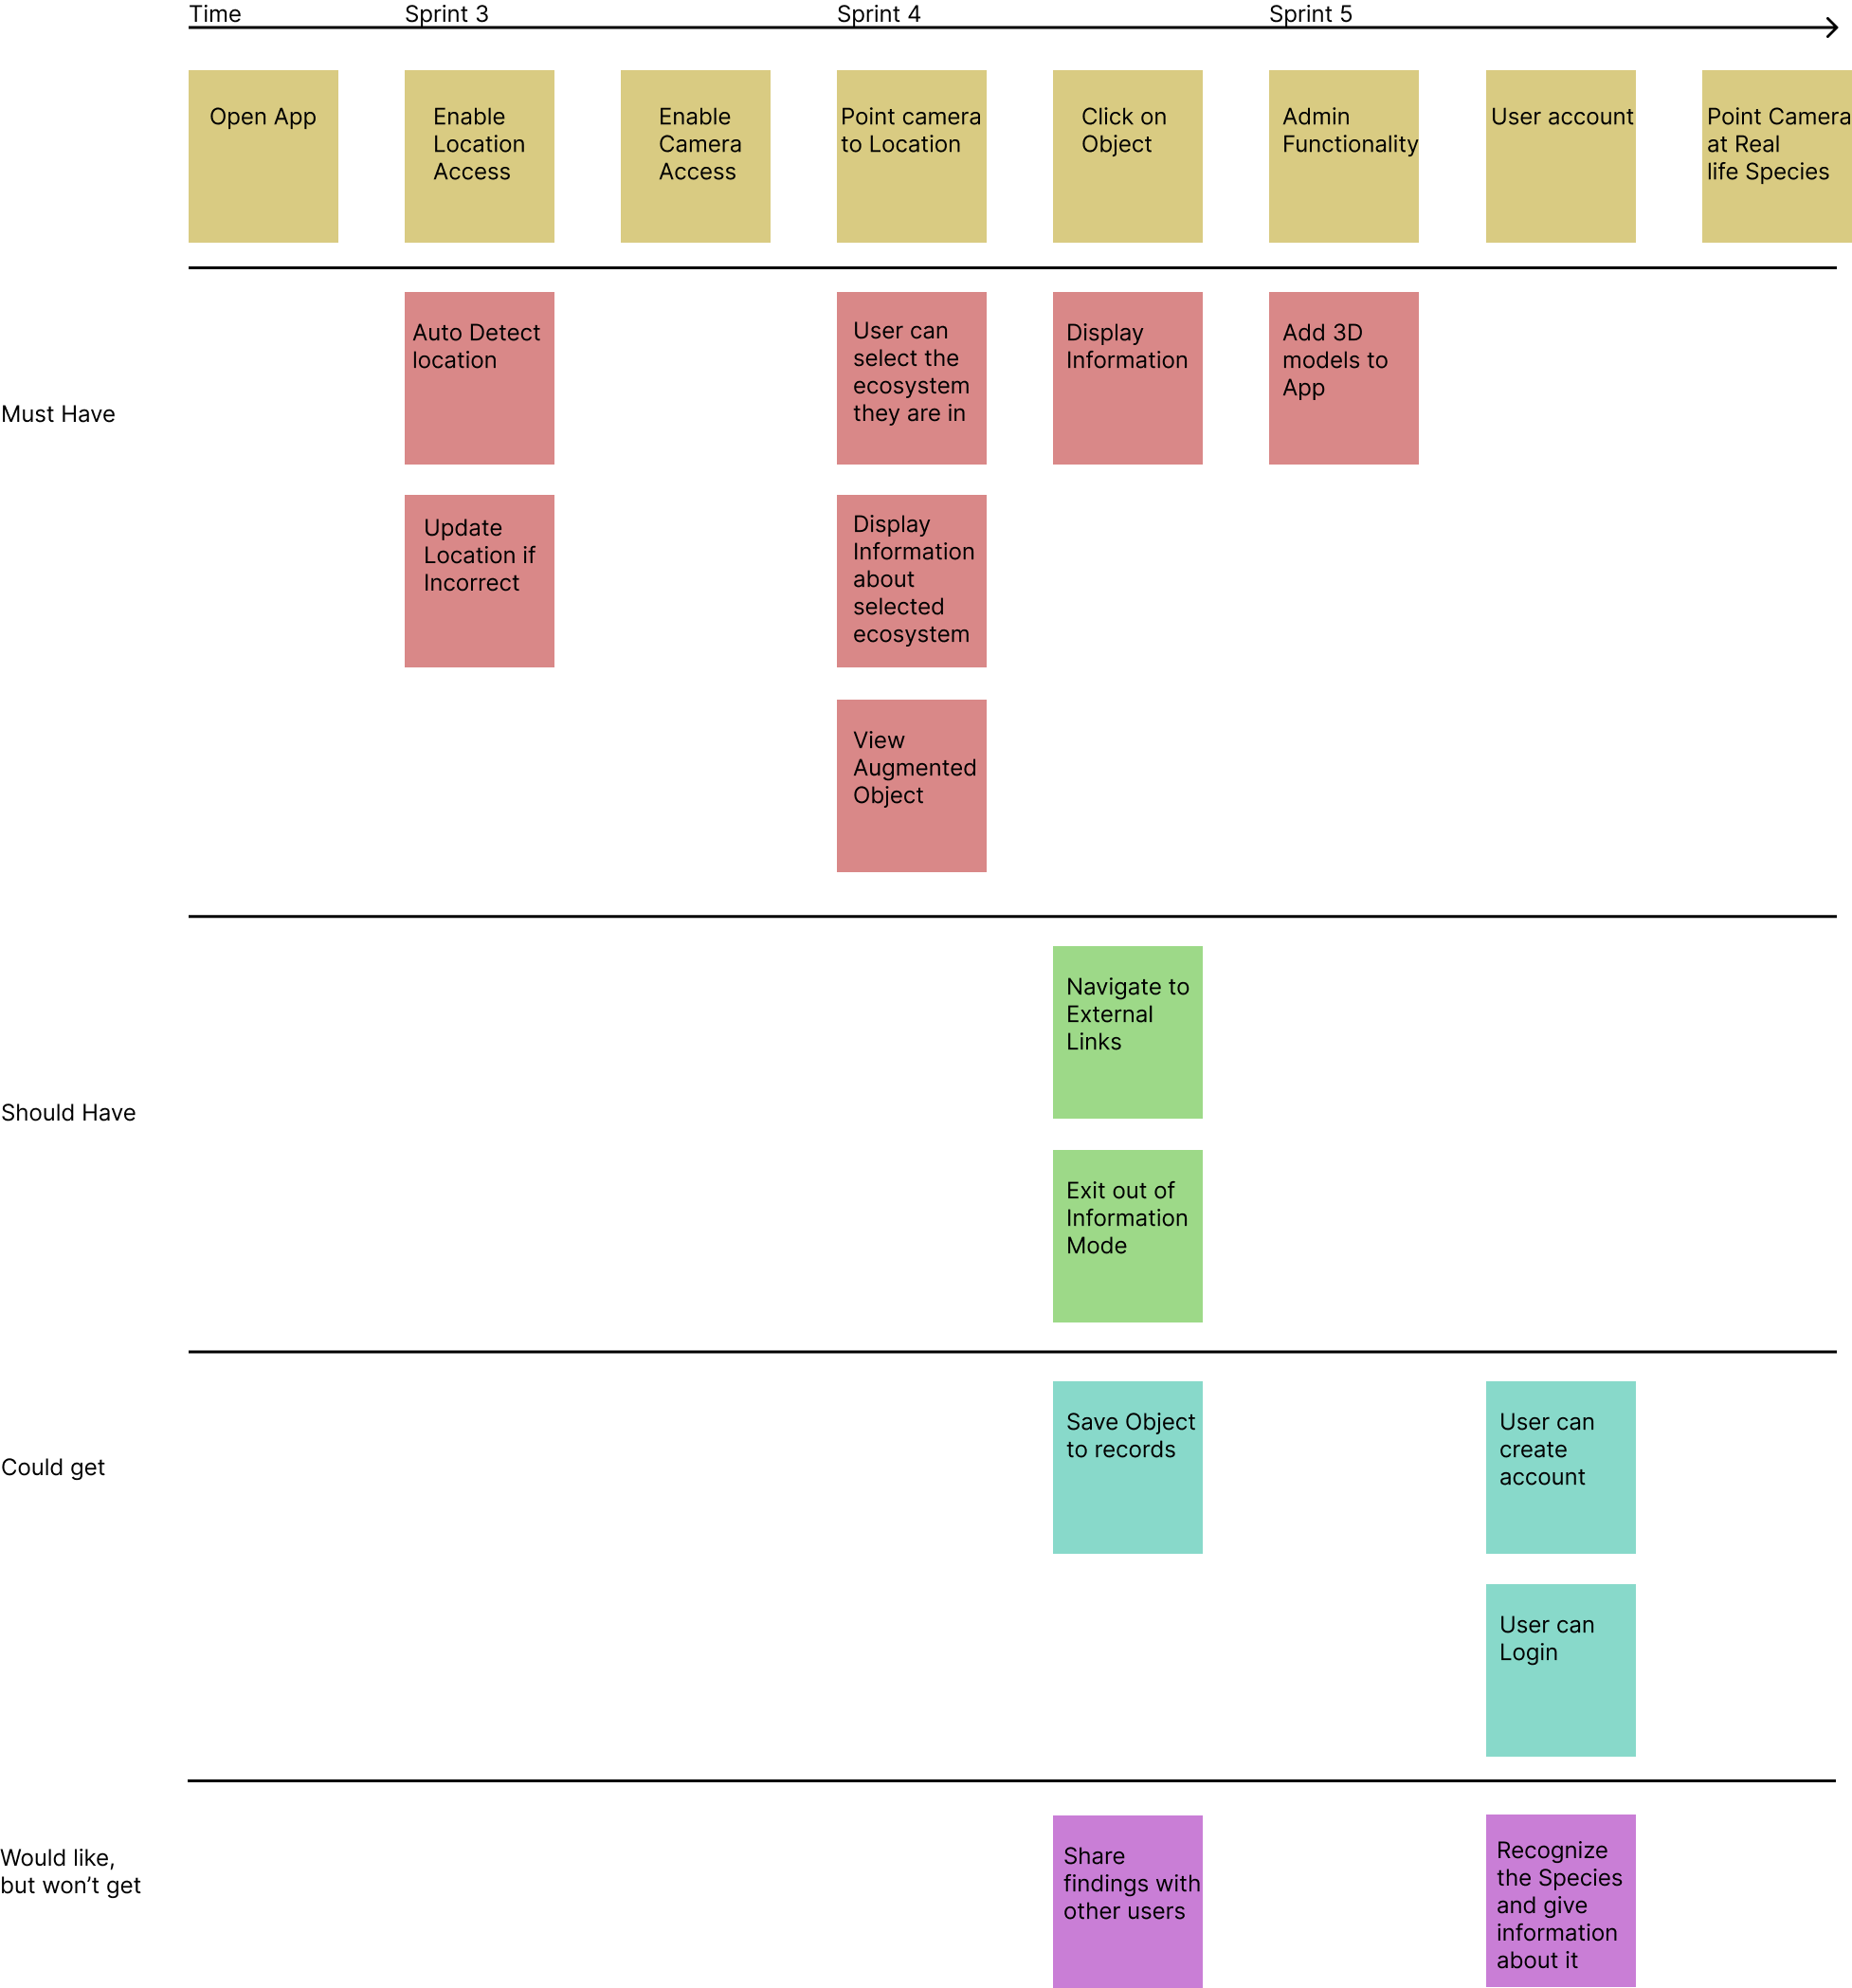 Time
Sprint 3
Sprint 4
Sprint 5
Open App
Enable
Location
Access
Enable
Camera
Access
Point camera
to Location
Click on
Object
Admin
Functionality
User account
Point Camera
at Real
life Species
Must Have
Auto Detect
location
User can
select the
ecosystem
they are in
Display
Information
Add 3D
models to
App
Update
Location if
Incorrect
Display
Information
about
selected
ecosystem
View
Augmented
Object
Should Have
Navigate to
External
Links
Exit out of
Information
Mode
Could get
Save Object
to records
User can
create
account
User can
Login
Would like,
but won’t get
Share
findings with
other users
Recognize
the Species
and give
information
about it